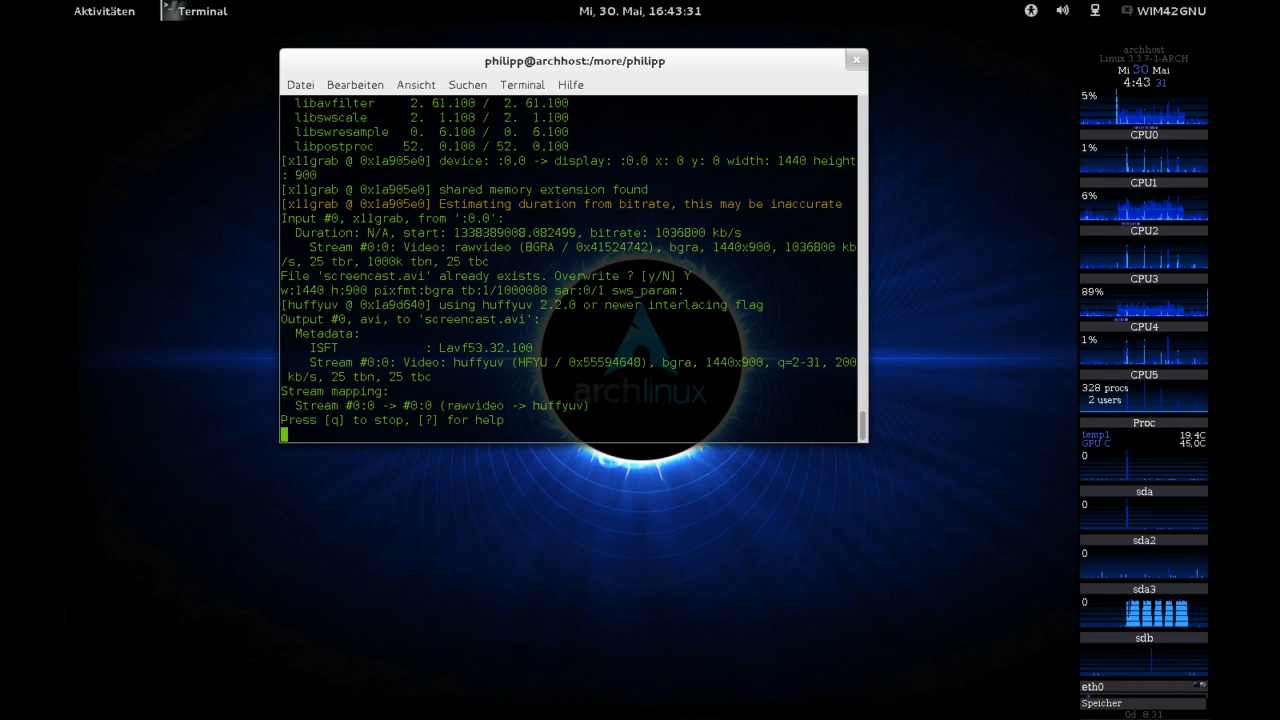 Aktivitäten
Terminal
Mi, 30. Mai, 16:43:31
WIM42GNU
philipp@archhost:/more/philipp
Datei Bearbeiten Ansicht Suchen Terminal Hilfe
libavfilter 2. 61.100 / 2. 61.100
libswscale 2. 1.100 / 2. 1.100
libswresample 0. 6.100 / 0. 6.100
libpostproc 52. 0.100 / 52. 0.100
[x11grab @ 0x1a905e0] device: :0.0 -> display: :0.0 x: 0 y: 0 width: 1440 height
: 900
[x11grab @ 0x1a905e0] shared memory extension found
[x11grab @ 0x1a905e0] Estimating duration from bitrate, this may be inaccurate
Input #0, x11grab, from ':0.0':
Duration: N/A, start: 1338389008.082499, bitrate: 1036800 kb/s
Stream #0:0: Video: rawvideo (BGRA / 0x41524742), bgra, 1440x900, 1036800 kb
/s, 25 tbr, 1000k tbn, 25 tbc
File 'screencast.avi' already exists. Overwrite ? [y/N] Y
w:1440 h:900 pixfmt:bgra tb:1/1000000 sar:0/1 sws_param:
[huffyuv @ 0x1a9d640] using huffyuv 2.2.0 or newer interlacing flag
Output #0, avi, to 'screencast.avi':
Metadata:
ISFT : Lavf53.32.100
Stream #0:0: Video: huffyuv (HFYU / 0x55594648), bgra, 1440x900, q=2-31, 200
kb/s, 25 tbn, 25 tbc
Stream mapping:
Stream #0:0 -> #0:0 (rawvideo -> huffyuv)
Press [q] to stop, [?] for help
archlinux
archhost
Linux 3.3.7-1-ARCH
Mi 30 Mai
4:43 31
5%
CPU0
1%
CPU1
6%
CPU2
CPU3
89%
CPU4
1%
CPU5
328 procs
2 users
Proc
temp1 19,4C
GPU C 45,0C
0
sda
0
sda2
0
sda3
0
sdb
eth0
Speicher
0d 8:31